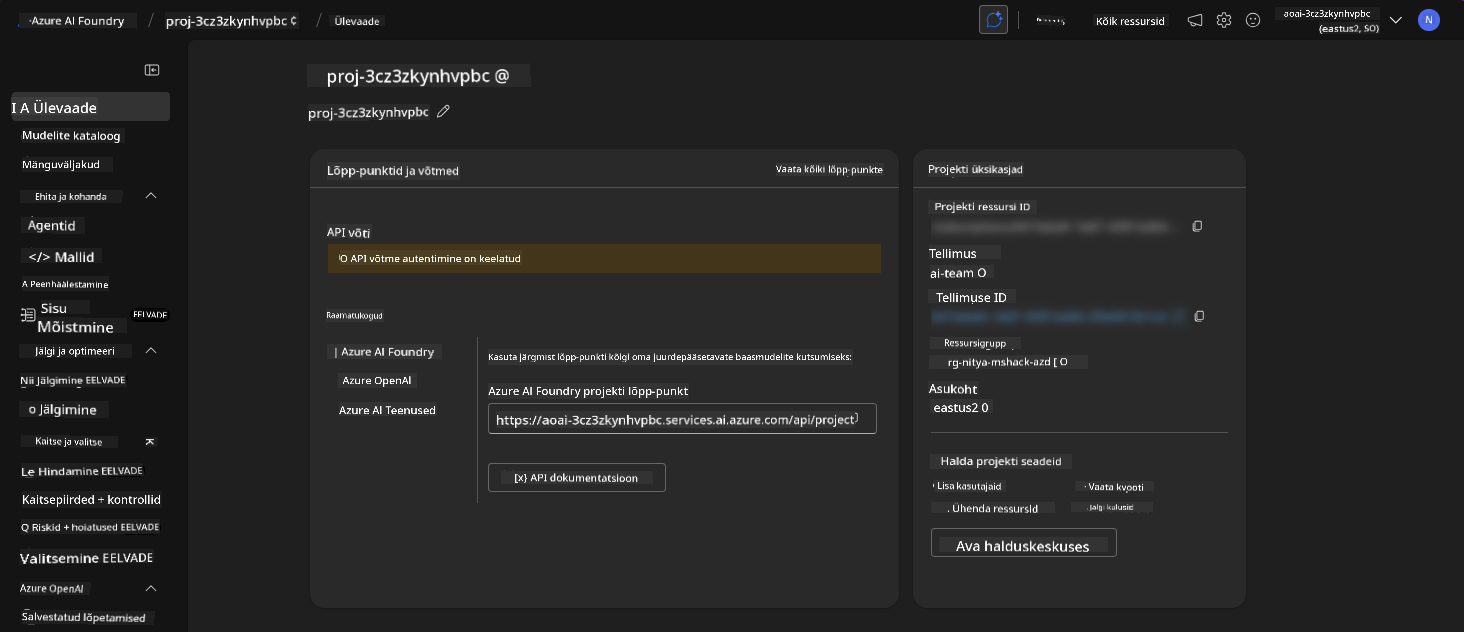 Azure AI Foundry / proj-3cz3zkynhvpbc / Ülevaade
Kõik ressursid
aoai-3cz3zkynhvpbc
(eastus2, SO)
N
I A Ülevaade
Mudelite kataloog
Mänguväljakud
Ehita ja kohanda
Agentid
</> Mallid
A Peenhäälestamine
Sisu
Mõistmine
EELVADE
Jälgi ja optimeeri
Nii Jälgimine EELVADE
o Jälgimine
Kaitse ja valitse
Le Hindamine EELVADE
Kaitsepiirded + kontrollid
Q Riskid + hoiatused EELVADE
Valitsemine EELVADE
Azure OpenAI
Salvestatud lõpetamised
proj-3cz3zkynhvpbc @
proj-3cz3zkynhvpbc
Lõpp-punktid ja võtmed
Vaata kõiki lõpp-punkte
API võti
O API võtme autentimine on keelatud
Raamatukogud
| Azure AI Foundry
Azure OpenAI
Azure AI Teenused
Kasuta järgmist lõpp-punkti kõlgi oma juurdepääsetavate baasmudelite kutsumiseks:
Azure AI Foundry projekti lõpp-punkt
https://aoai-3cz3zkynhvpbc.services.ai.azure.com/api/project
[x} API dokumentatsioon
Projekti üksikasjad
Projekti ressursi ID
Tellimus
ai-team O
Tellimuse ID
Ressursigrupp
rg-nitya-mshack-azd [ O
Asukoht
eastus2 0
Halda projekti seadeid
Lisa kasutajaid
Vaata kvooti
Ühenda ressursid
Jälgi kulusid
Ava halduskeskuses